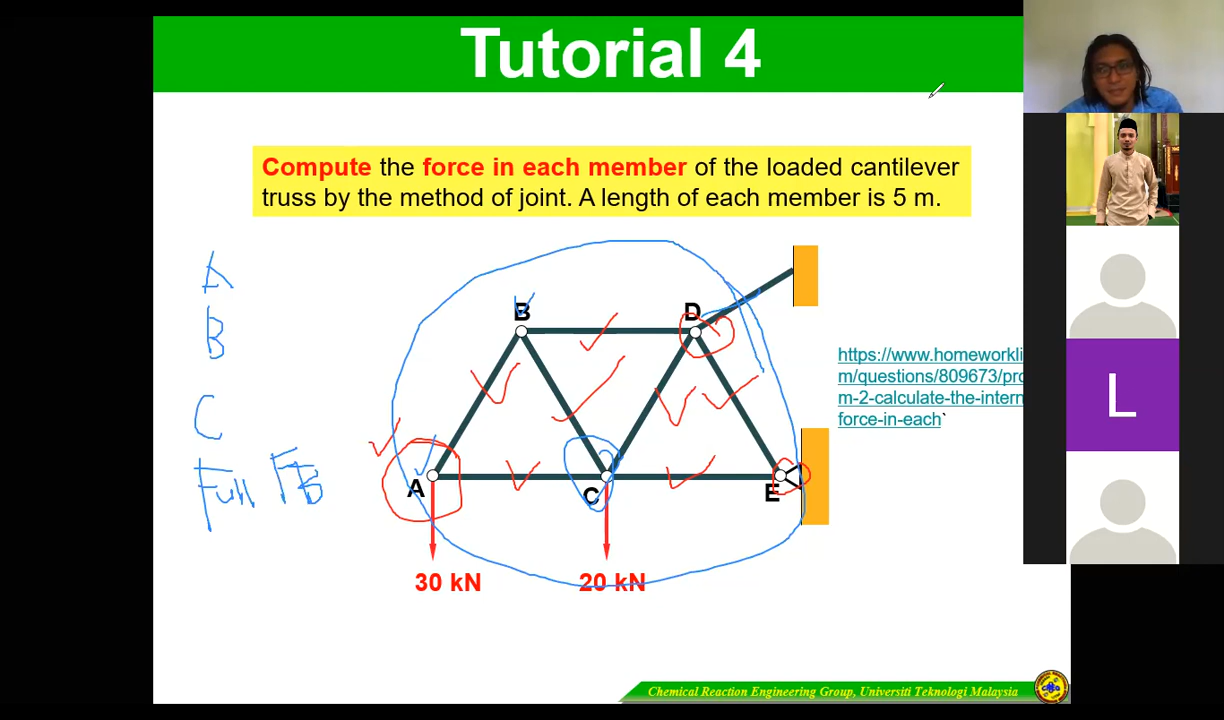 Tutorial 4
Compute the force in each member of the loaded cantilever
truss by the method of joint. A length of each member is 5 m.
A
B
C
Full FB
B
D
A
C
E
30 kN
20 kN
https://www.homeworkli
m/questions/809673/pro
m-2-calculate-the-intern
force-in-each`
L
Chemical Reaction Engineering Group, Universiti Teknologi Malaysia